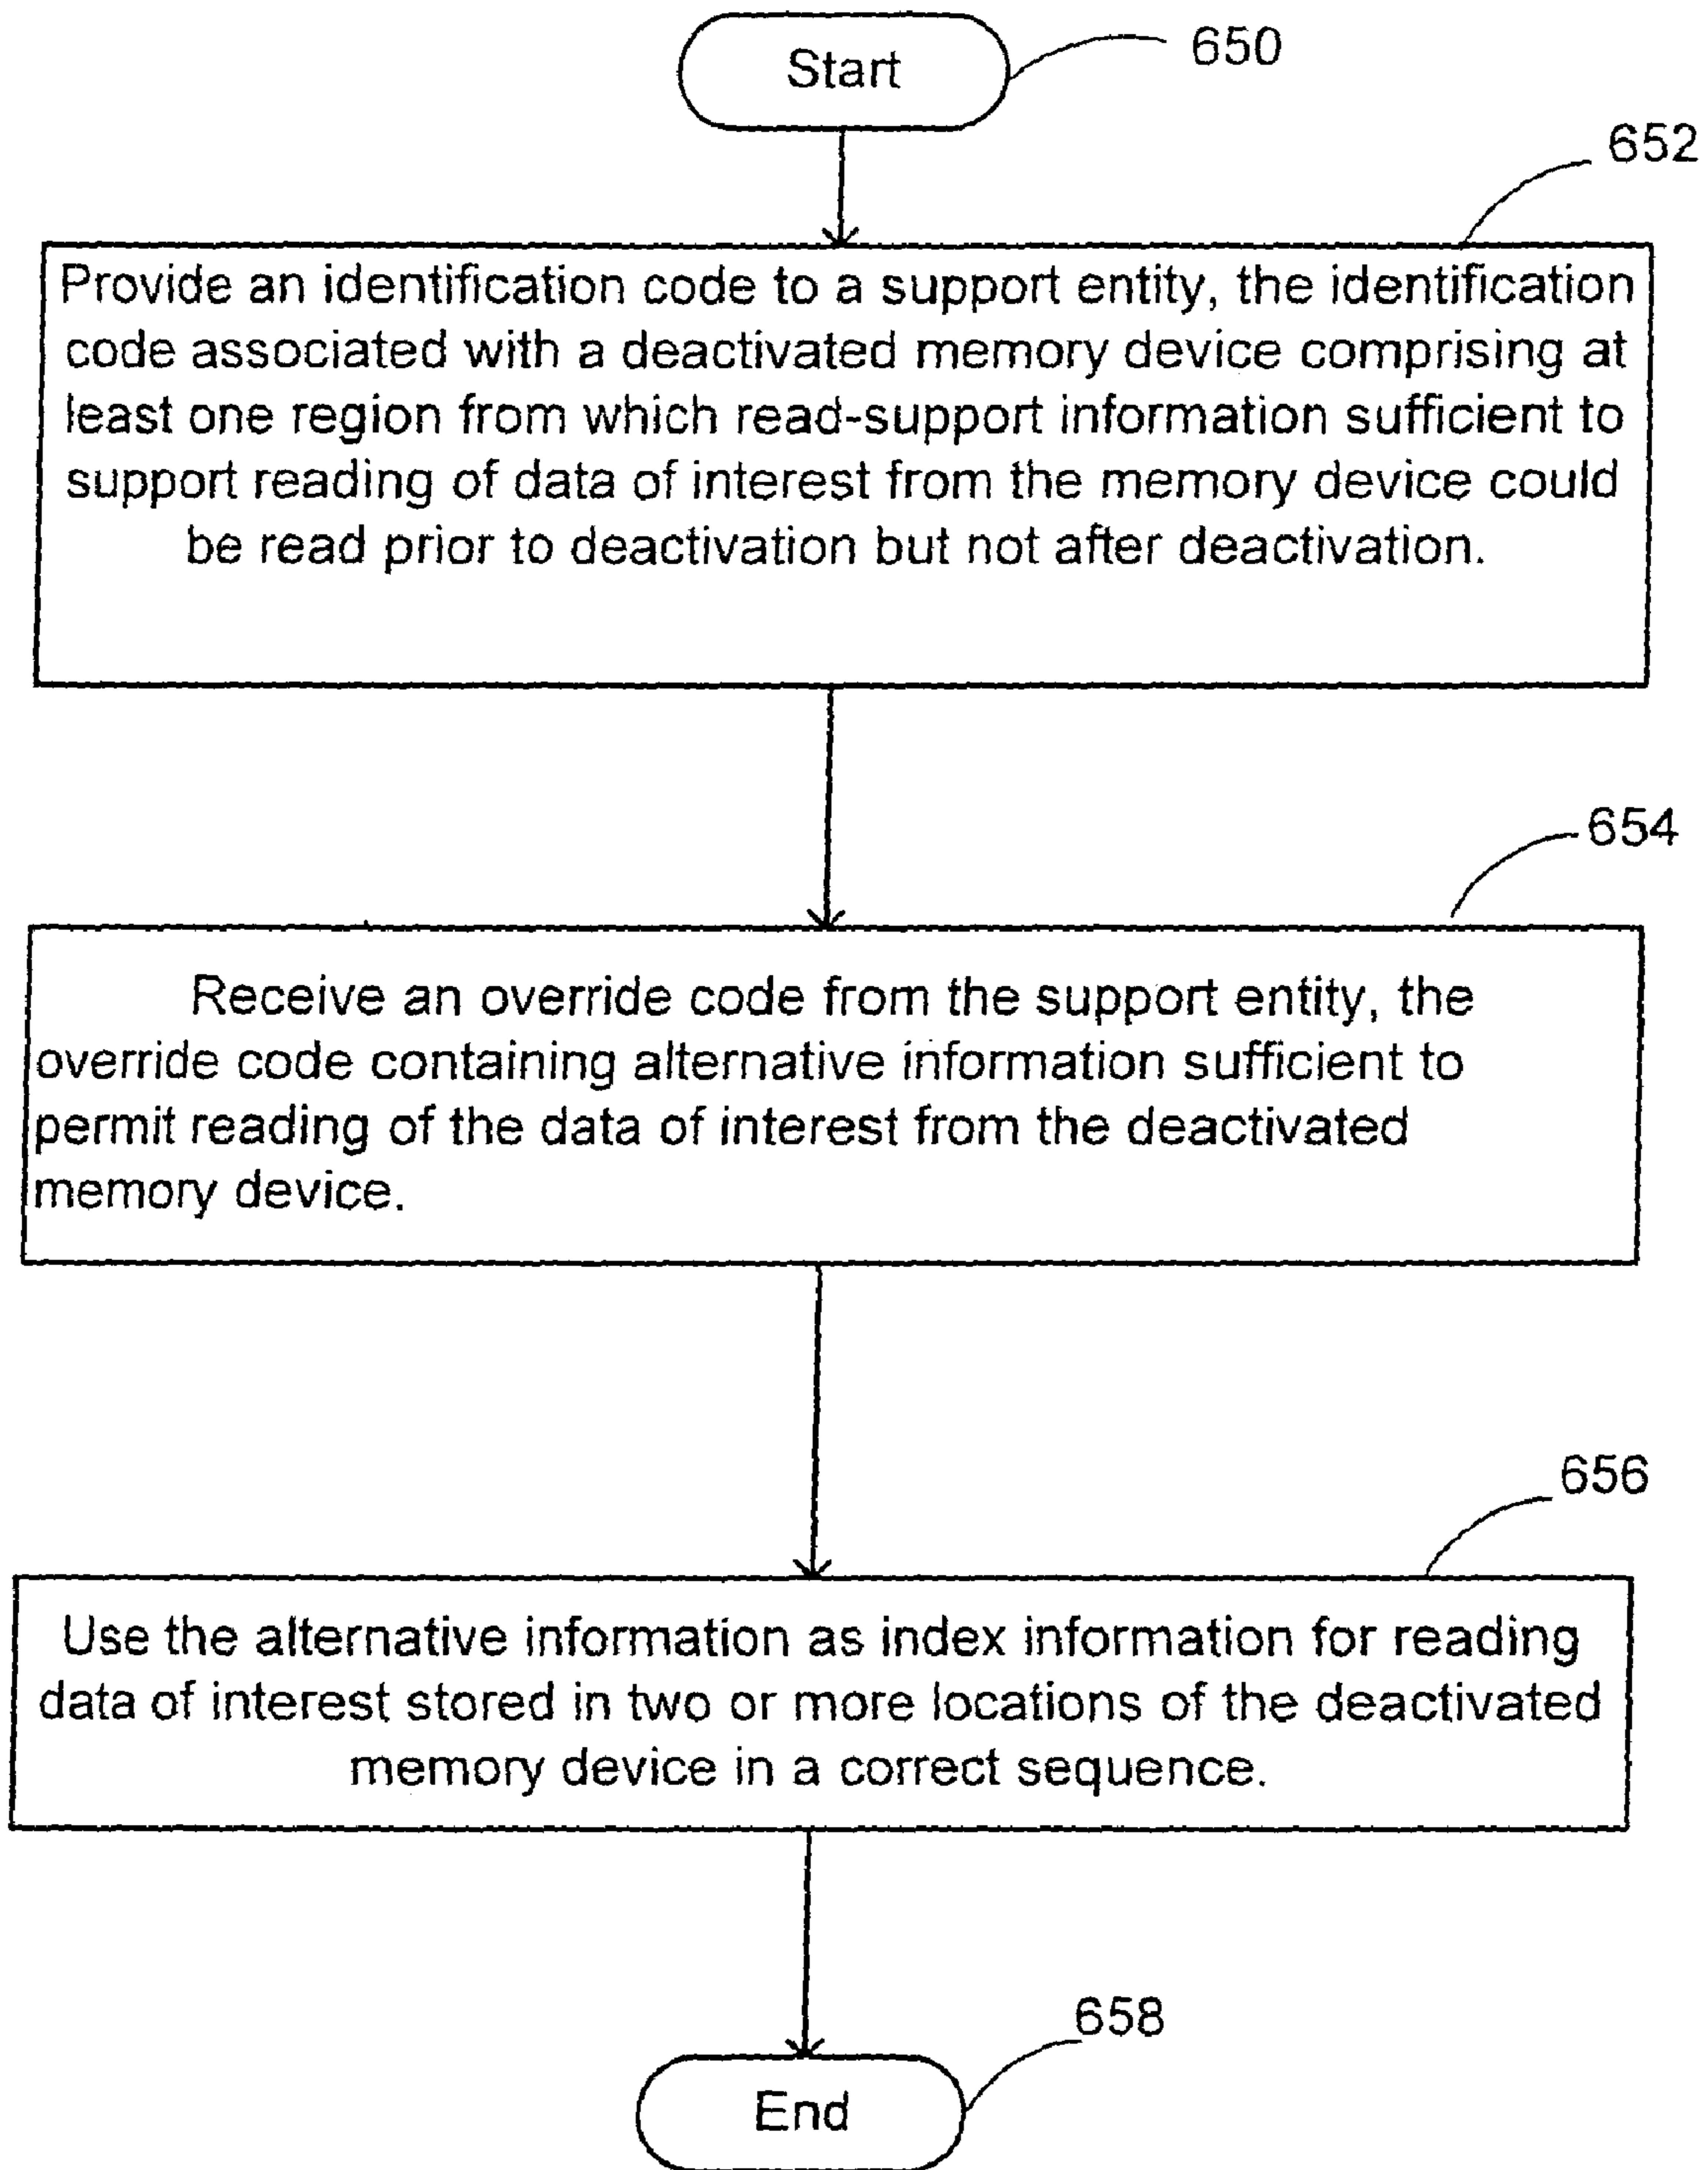 Start
650
652
Provide an identification code to a support entity, the identification
code associated with a deactivated memory device comprising at
least one region from which read-support information sufficient to
support reading of data of interest from the memory device could
be read prior to deactivation but not after deactivation.
654
Receive an override code from the support entity, the
override code containing alternative information sufficient to
permit reading of the data of interest from the deactivated
memory device.
656
Use the alternative information as index information for reading
data of interest stored in two or more locations of the deactivated
memory device in a correct sequence.
658
End